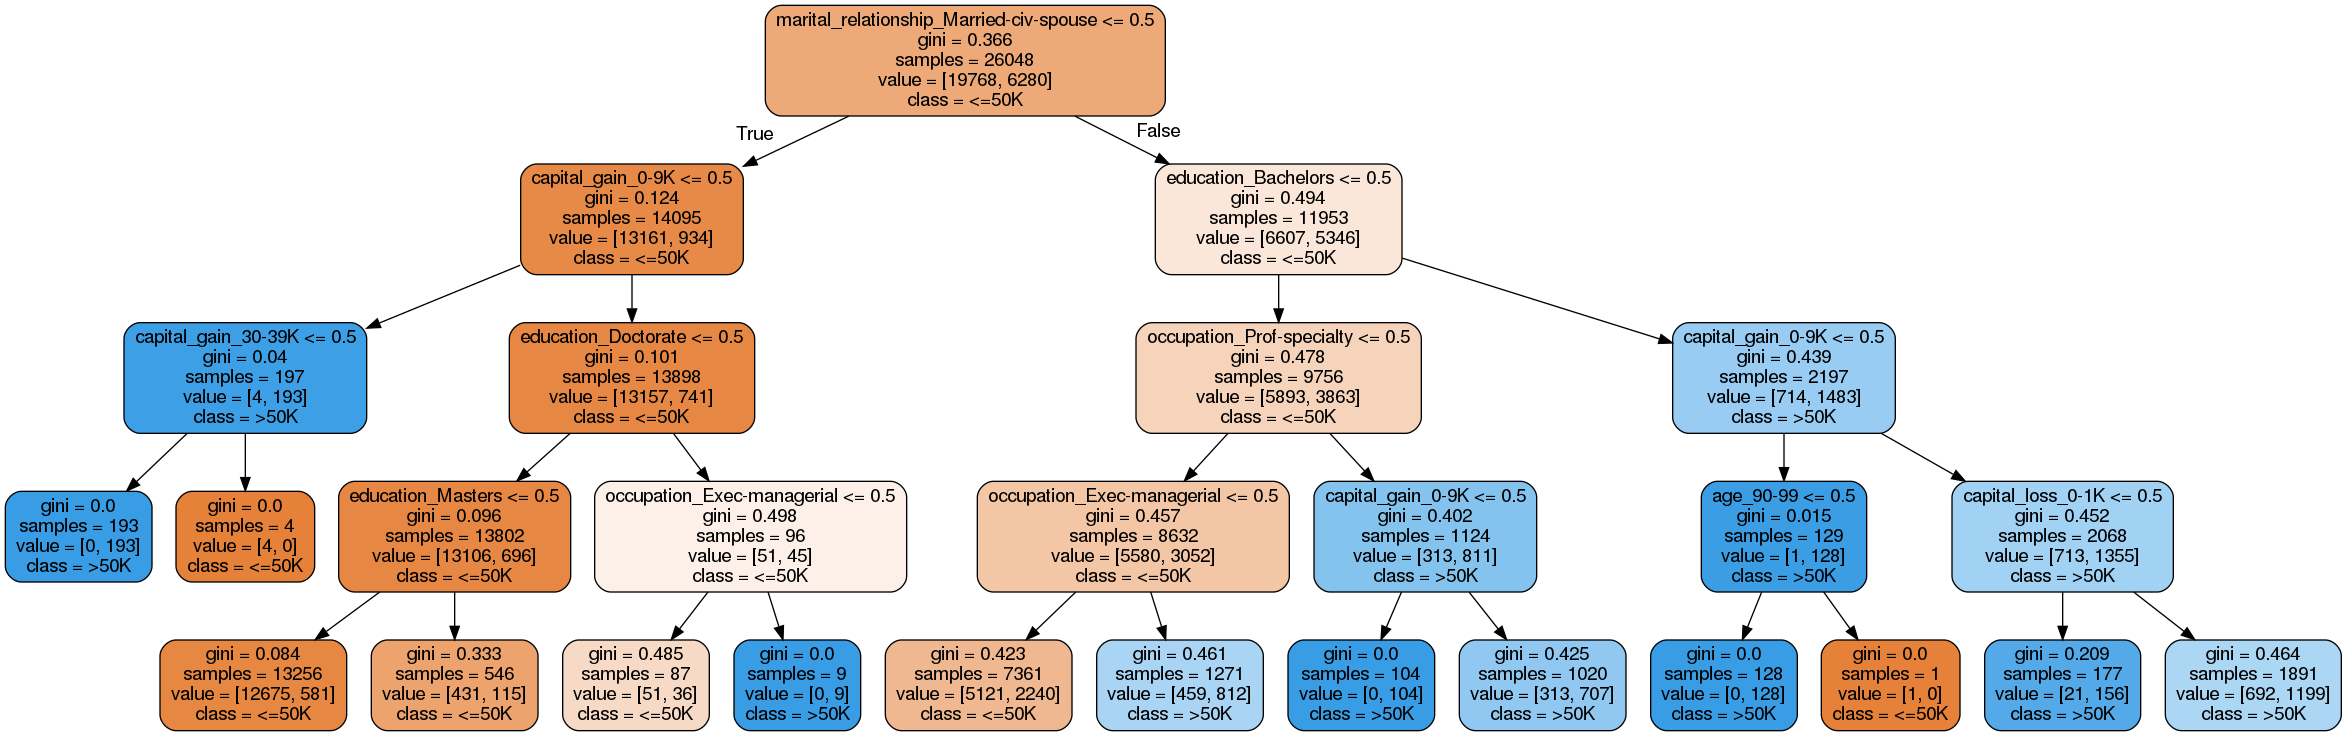 marital_relationship_Married-civ-spouse <= 0.5
gini = 0.366
samples = 26048
value = [19768, 6280]
class = <=50K
True
False
capital_gain_0-9K <= 0.5
gini = 0.124
samples = 14095
value = [13161, 934]
class = <=50K
education_Bachelors <= 0.5
gini = 0.494
samples = 11953
value = [6607, 5346]
class = <=50K
capital_gain_30-39K <= 0.5
gini = 0.04
samples = 197
value = [4, 193]
class = >50K
education_Doctorate <= 0.5
gini = 0.101
samples = 13898
value = [13157, 741]
class = <=50K
occupation_Prof-specialty <= 0.5
gini = 0.478
samples = 9756
value = [5893, 3863]
class = <=50K
capital_gain_0-9K <= 0.5
gini = 0.439
samples = 2197
value = [714, 1483]
class = >50K
gini = 0.0
samples = 193
value = [0, 193]
class = >50K
gini = 0.0
samples = 4
value = [4, 0]
class = <=50K
education_Masters <= 0.5
gini = 0.096
samples = 13802
value = [13106, 696]
class = <=50K
occupation_Exec-managerial <= 0.5
gini = 0.498
samples = 96
value = [51, 45]
class = <=50K
occupation_Exec-managerial <= 0.5
gini = 0.457
samples = 8632
value = [5580, 3052]
class = <=50K
capital_gain_0-9K <= 0.5
gini = 0.402
samples = 1124
value = [313, 811]
class = >50K
age_90-99 <= 0.5
gini = 0.015
samples = 129
value = [1, 128]
class = >50K
capital_loss_0-1K <= 0.5
gini = 0.452
samples = 2068
value = [713, 1355]
class = >50K
gini = 0.084
samples = 13256
value = [12675, 581]
class = <=50K
gini = 0.333
samples = 546
value = [431, 115]
class = <=50K
gini = 0.485
samples = 87
value = [51, 36]
class = <=50K
gini = 0.0
samples = 9
value = [0, 9]
class = >50K
gini = 0.423
samples = 7361
value = [5121, 2240]
class = <=50K
gini = 0.461
samples = 1271
value = [459, 812]
class = >50K
gini = 0.0
samples = 104
value = [0, 104]
class = >50K
gini = 0.425
samples = 1020
value = [313, 707]
class = >50K
gini = 0.0
samples = 128
value = [0, 128]
class = >50K
gini = 0.0
samples = 1
value = [1, 0]
class = <=50K
gini = 0.209
samples = 177
value = [21, 156]
class = >50K
gini = 0.464
samples = 1891
value = [692, 1199]
class = >50K